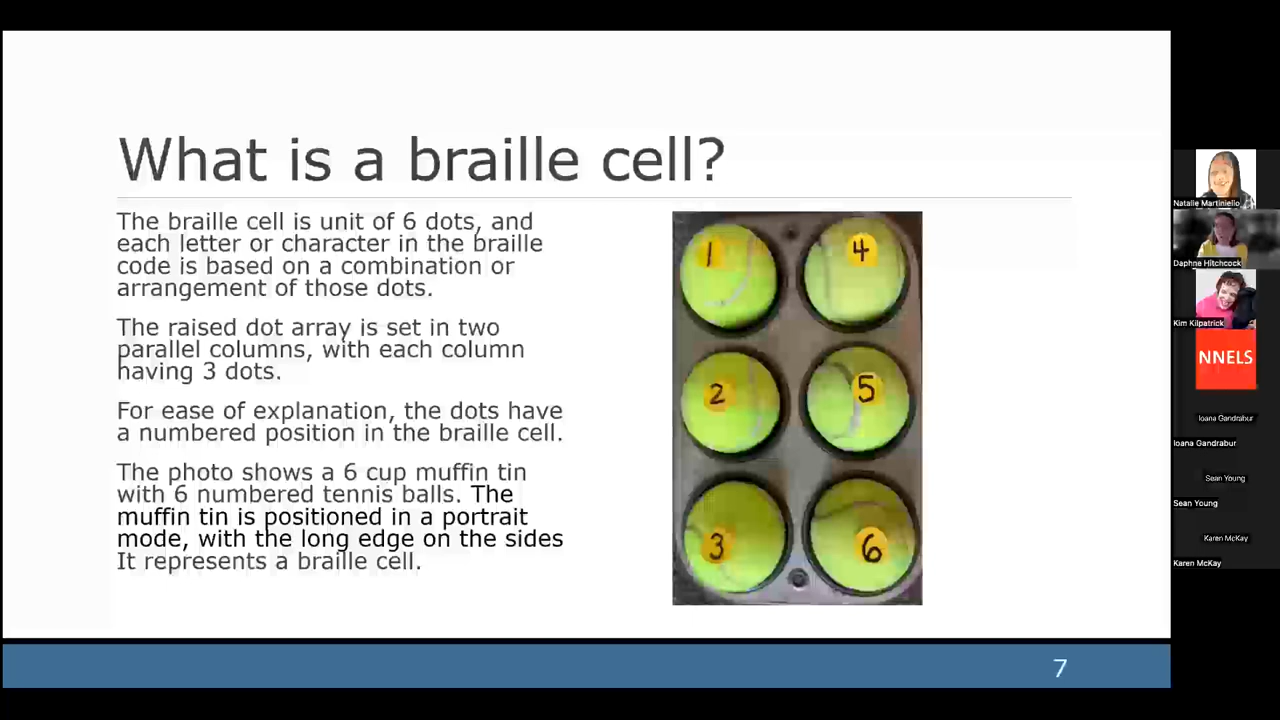 What is a braille cell?
The braille cell is unit of 6 dots, and
each letter or character in the braille
code is based on a combination or
arrangement of those dots.
The raised dot array is set in two
parallel columns, with each column
having 3 dots.
For ease of explanation, the dots have
a numbered position in the braille cell.
The photo shows a 6 cup muffin tin
with 6 numbered tennis balls. The
muffin tin is positioned in a portrait
mode, with the long edge on the sides
It represents a braille cell.
1 4
2 5
3 6
7
Natalie Martiniello
Daphne Hitchcock
Kim Kilpatrick
NNELS
Ioana Gandrabur
Ioana Gandrabur
Sean Young
Sean Young
Karen McKay
Karen McKay